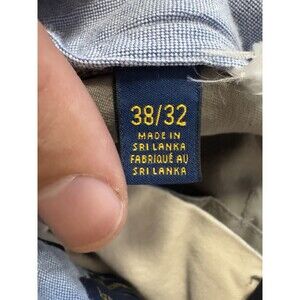 38/32
MADE IN
SRI LANKA
FABRIQUÉ AU
SRI LANKA